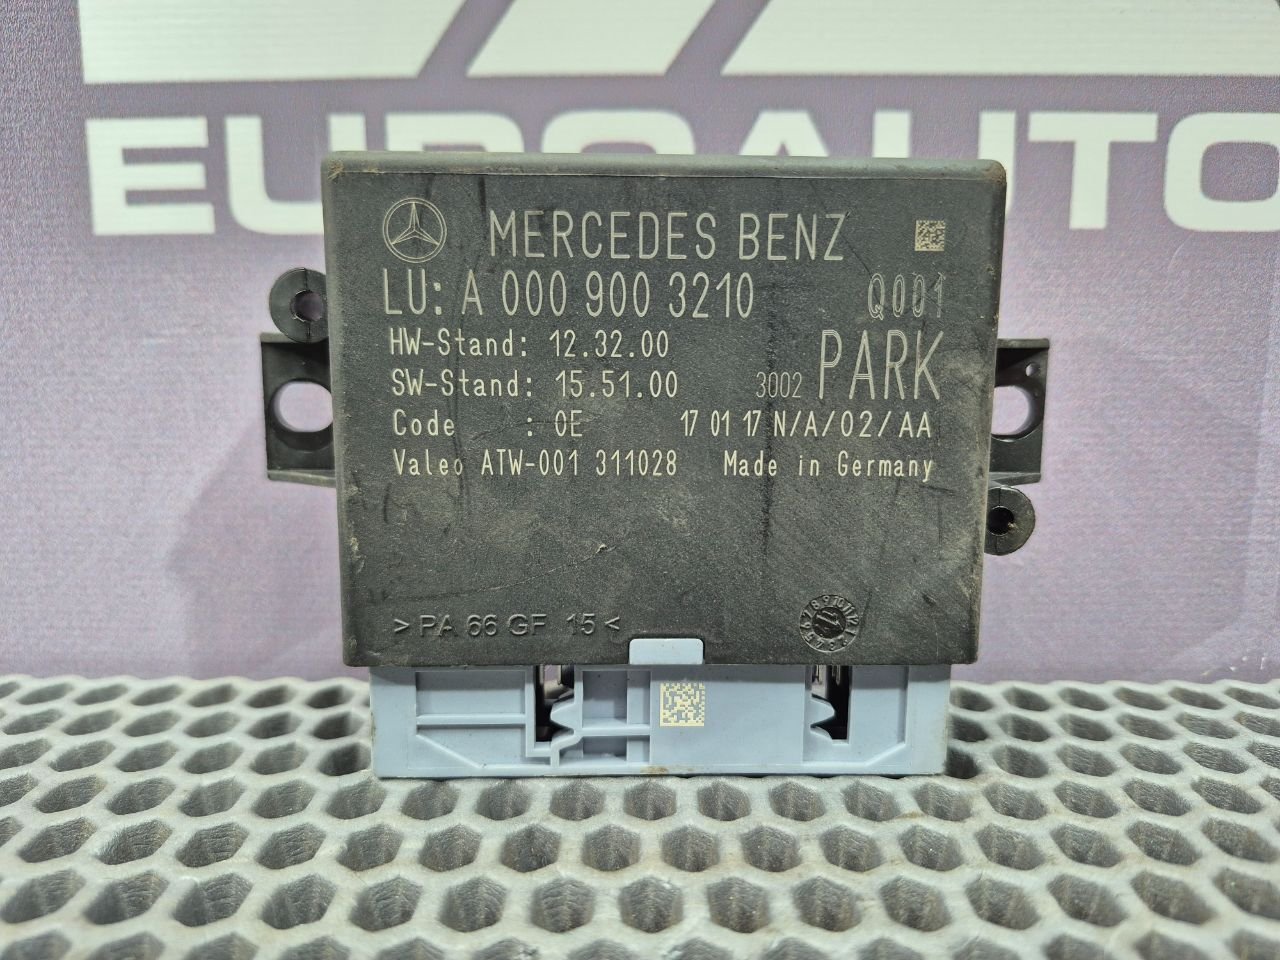 EUROAUTO
MERCEDES BENZ
LU: A 000 900 3210 Q001
HW-Stand: 12.32.00
SW-Stand: 15.51.00 3002 PARK
Code : 0E 17 01 17 N/A/02/AA
Valeo ATW-001 311028 Made in Germany
>PA 66 GF 15<